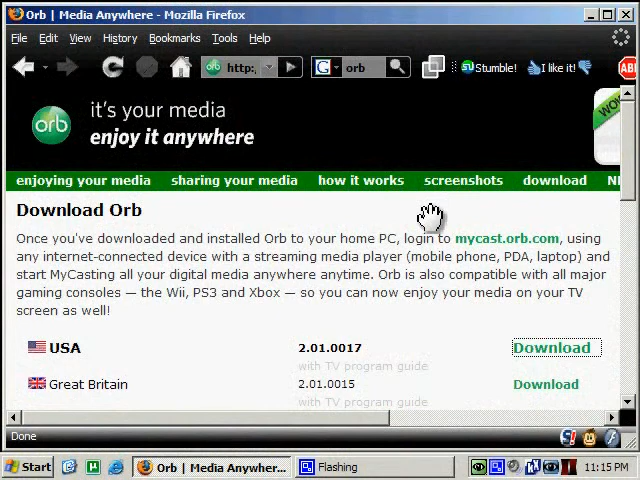 Orb | Media Anywhere - Mozilla Firefox
File Edit View History Bookmarks Tools Help
http: G orb Stumble! I like it! AB
orb it's your media
enjoy it anywhere
WO
enjoying your media sharing your media how it works screenshots download N
Download Orb
Once you've downloaded and installed Orb to your home PC, login to mycast.orb.com, using
any internet-connected device with a streaming media player (mobile phone, PDA, laptop) and
start MyCasting all your digital media anywhere anytime. Orb is also compatible with all major
gaming consoles — the Wii, PS3 and Xbox — so you can now enjoy your media on your TV
screen as well!
USA 2.01.0017 Download
with TV program guide
Great Britain 2.01.0015 Download
with TV program guide
Done
Start Orb | Media Anywher... Flashing 11:15 PM